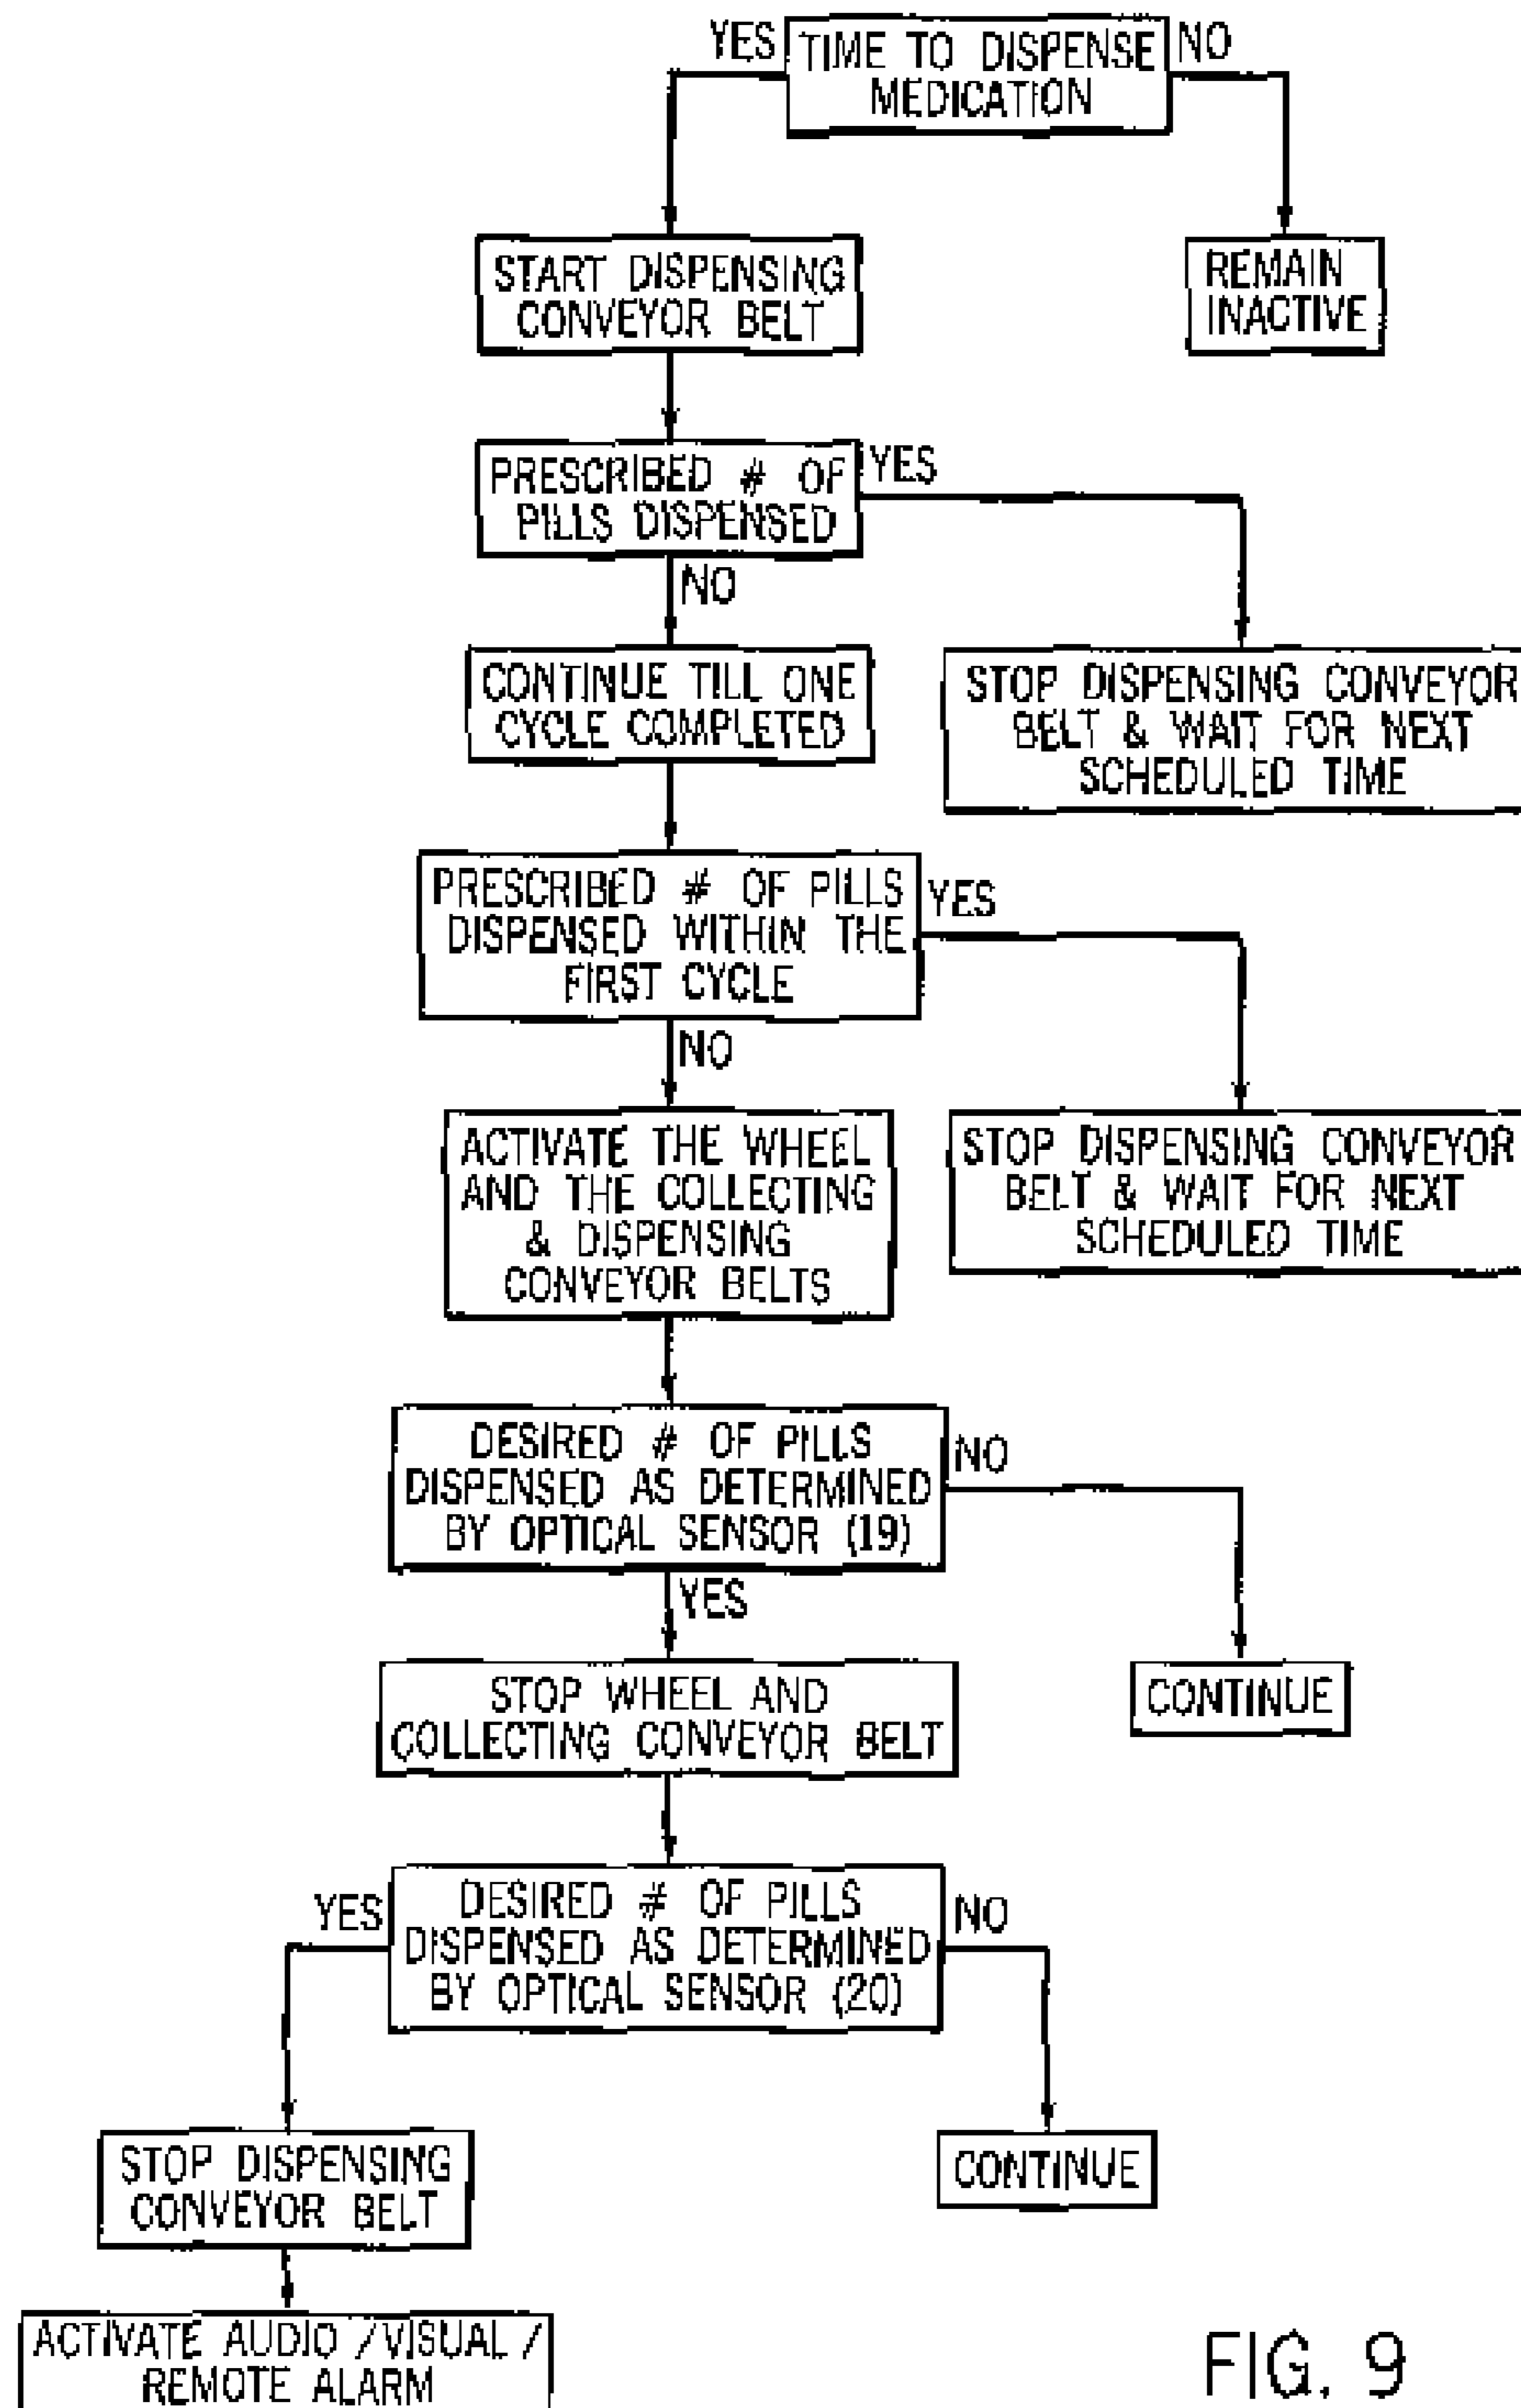 YES
TIME TO DISPENSE
MEDICATION
NO
START DISPENSING
CONVEYOR BELT
REMAIN
INACTIVE
PRESCRIBED # OF
PILLS DISPENSED
YES
NO
CONTINUE TILL ONE
CYCLE COMPLETED
STOP DISPENSING CONVEYOR
BELT & WAIT FOR NEXT
SCHEDULED TIME
PRESCRIBED # OF PILLS
DISPENSED WITHIN THE
FIRST CYCLE
YES
NO
ACTIVATE THE WHEEL
AND THE COLLECTING
& DISPENSING
CONVEYOR BELTS
STOP DISPENSING CONVEYOR
BELT & WAIT FOR NEXT
SCHEDULED TIME
DESIRED # OF PILLS
DISPENSED AS DETERMINED
BY OPTICAL SENSOR (19)
NO
YES
STOP WHEEL AND
COLLECTING CONVEYOR BELT
CONTINUE
YES
DESIRED # OF PILLS
DISPENSED AS DETERMINED
BY OPTICAL SENSOR (20)
NO
STOP DISPENSING
CONVEYOR BELT
CONTINUE
ACTIVATE AUDIO / VISUAL /
REMOTE ALARM
FIG. 9